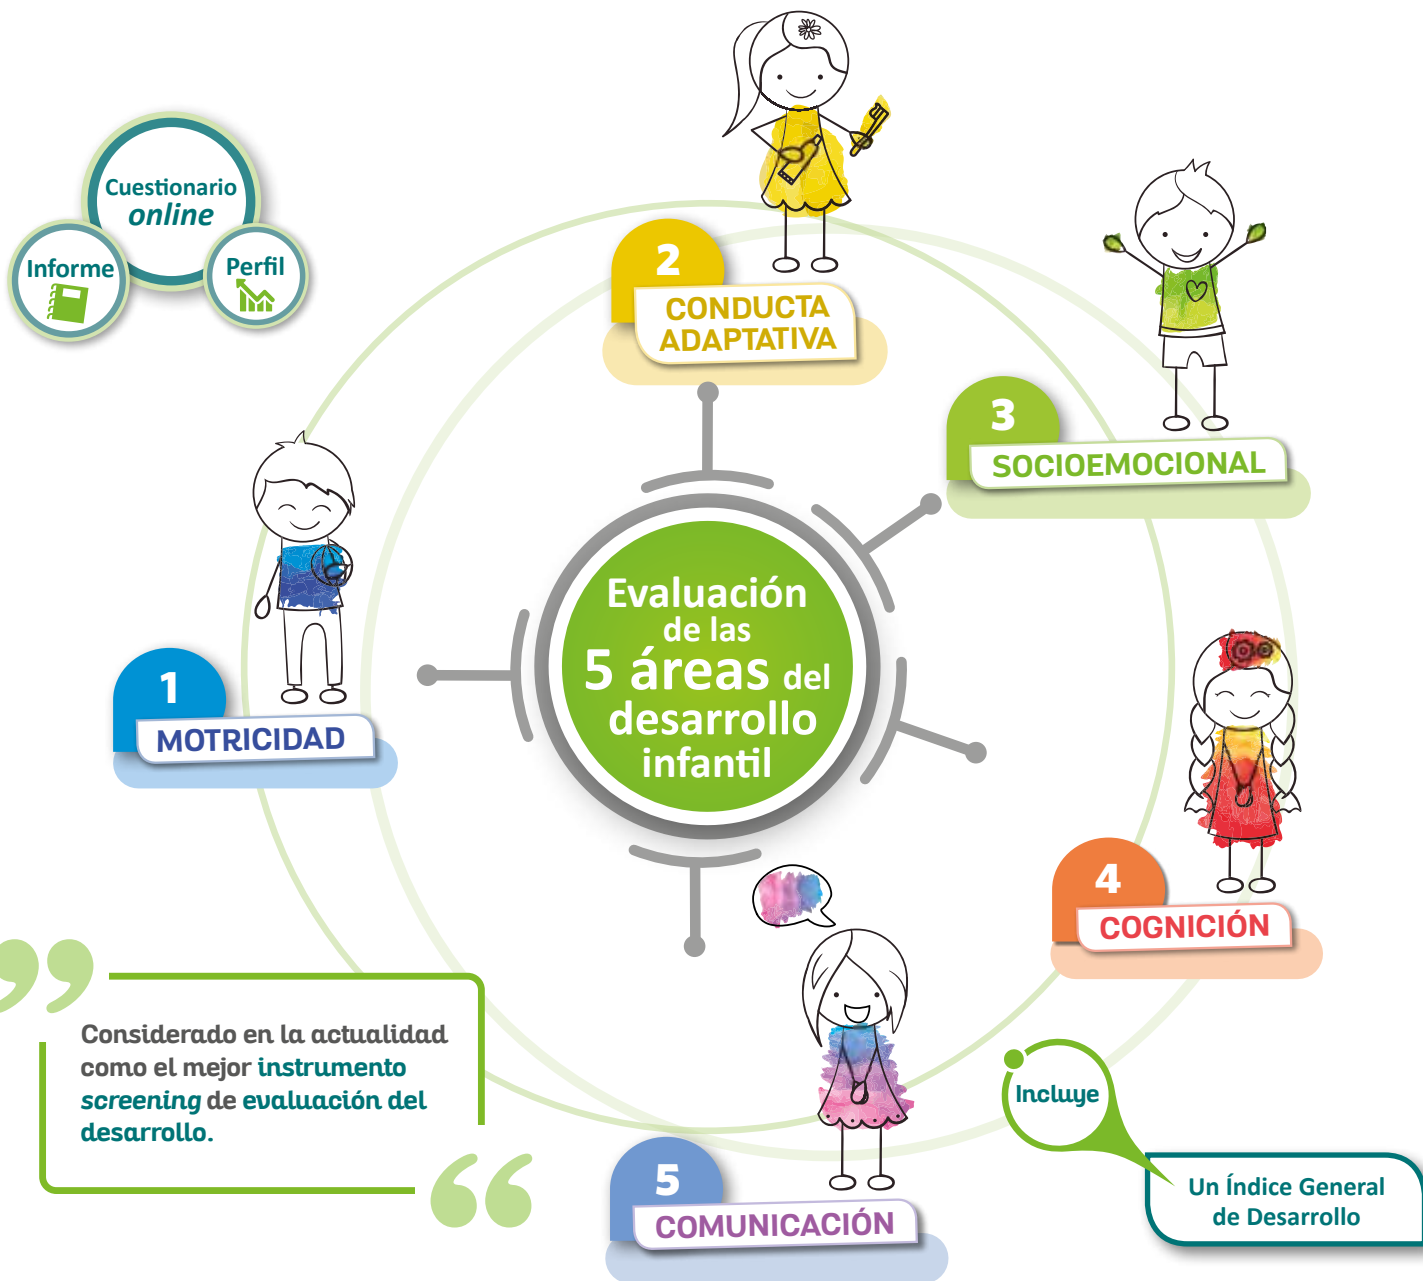 Cuestionario
online
Informe
Perfil
2
CONDUCTA
ADAPTATIVA
3
SOCIOEMOCIONAL
1
MOTRICIDAD
Evaluación
de las
5 áreas del
desarrollo
infantil
4
COGNICIÓN
Considerado en la actualidad
como el mejor instrumento
screening de evaluación del
desarrollo.
5
COMUNICACIÓN
Incluye
Un Índice General
de Desarrollo